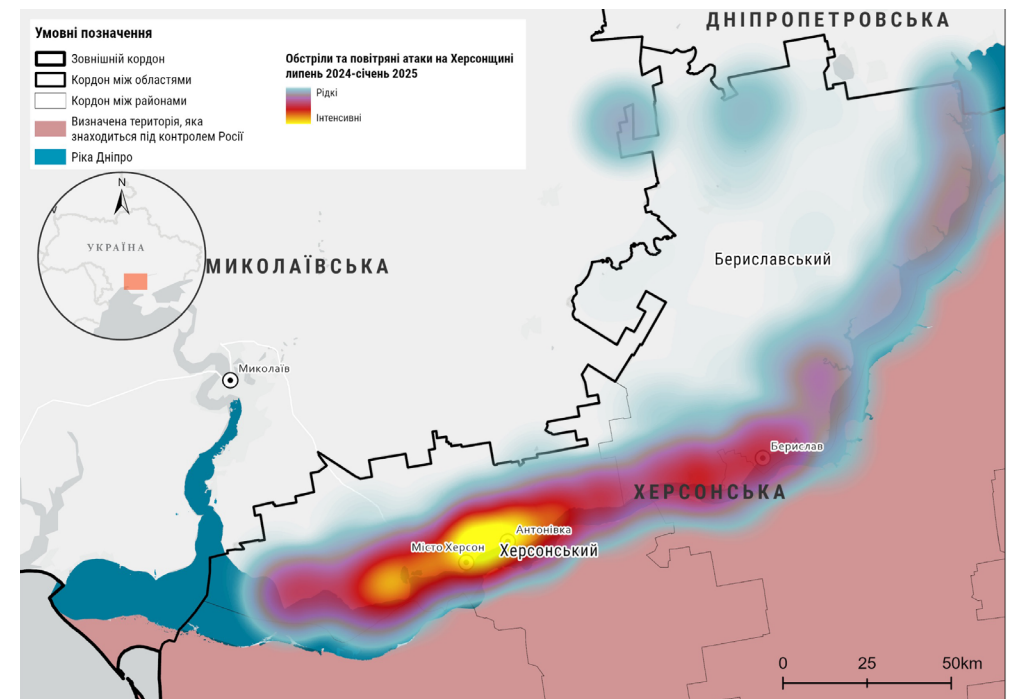 ДНІПРОПЕТРОВСЬКА
Умовні позначення
Зовнішній кордон
Кордон між областями
Кордон між районами
Визначена територія, яка
знаходиться під контролем Росії
Ріка Дніпро
Обстріли та повітряні атаки на Херсонщині
липень 2024-січень 2025
Рідкі
Інтенсивні
N
УКРАЇНА
МИКОЛАЇВСЬКА
Бериславський
Миколаїв
Берислав
ХЕРСОНСЬКА
Антонівка
Місто Херсон
Херсонський
0 25 50km